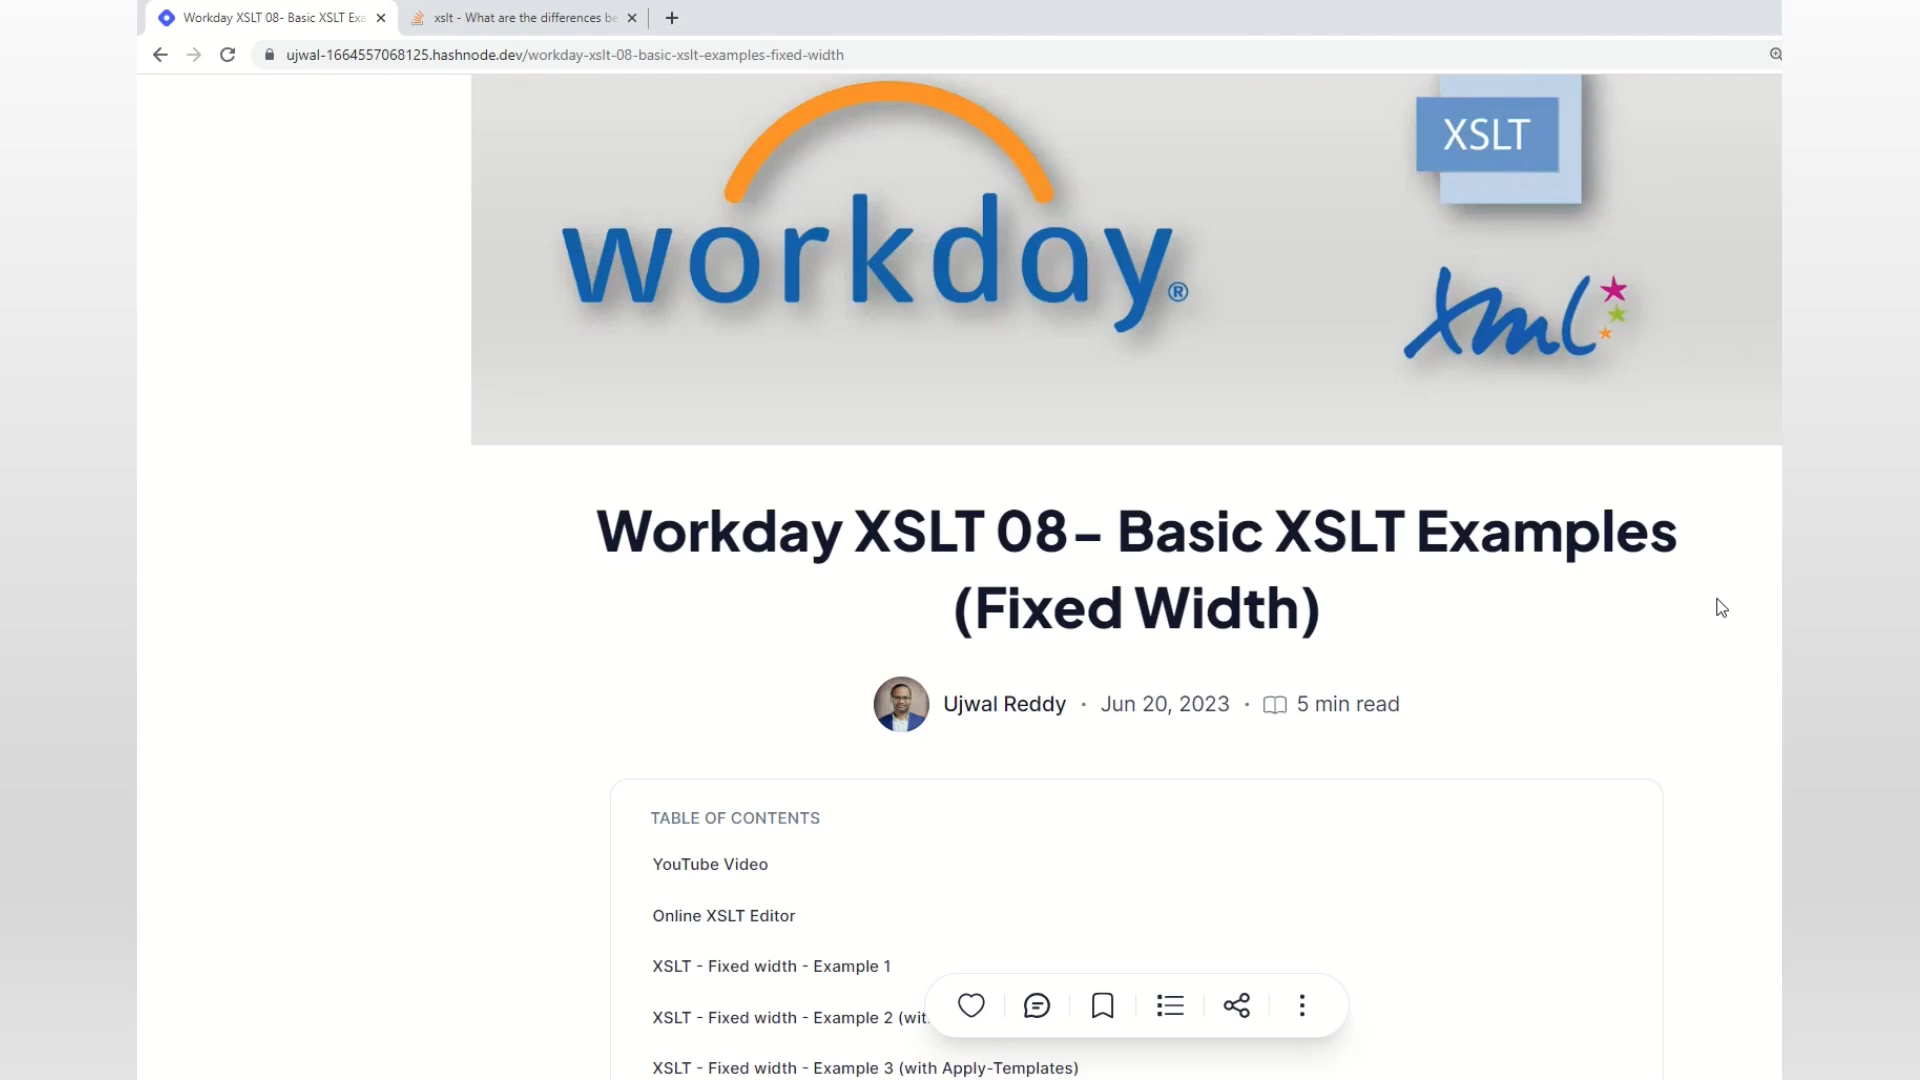 Workday XSLT 08- Basic XSLT Exa
xslt - What are the differences be
ujwal-1664557068125.hashnode.dev/workday-xslt-08-basic-xslt-examples-fixed-width
workday®
XSLT
xml
Workday XSLT 08– Basic XSLT Examples
(Fixed Width)
Ujwal Reddy · Jun 20, 2023 · 5 min read
TABLE OF CONTENTS
YouTube Video
Online XSLT Editor
XSLT - Fixed width - Example 1
XSLT - Fixed width - Example 2 (wit
XSLT - Fixed width - Example 3 (with Apply-Templates)